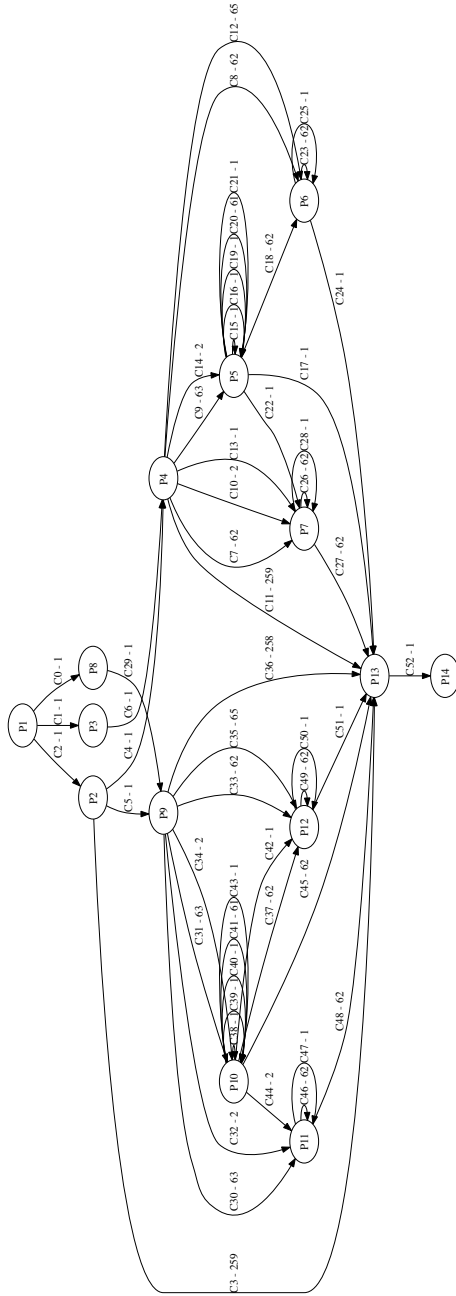 P1
C2 - 1
C1 - 1
C0 - 1
P2
P3
P8
C4 - 1
C6 - 1
C29 - 1
C5 - 1
P9
P4
C3 - 259
C30 - 63
C32 - 2
C31 - 63
C34 - 2
C33 - 62
C35 - 65
C36 - 258
C11 - 259
C7 - 62
C10 - 2
C13 - 1
C9 - 63
C14 - 2
C8 - 62
C12 - 65
P10
C38 - 1
C39 - 1
C40 - 1
C41 - 61
C43 - 1
P5
C15 - 1
C16 - 1
C19 - 1
C20 - 61
C21 - 1
C44 - 2
C37 - 62
C42 - 1
C45 - 62
C22 - 1
C17 - 1
C18 - 62
P11
C46 - 62
C47 - 1
P12
C49 - 62
C50 - 1
P7
C26 - 62
C28 - 1
P6
C23 - 62
C25 - 1
C48 - 62
C51 - 1
C27 - 62
C24 - 1
P13
C52 - 1
P14